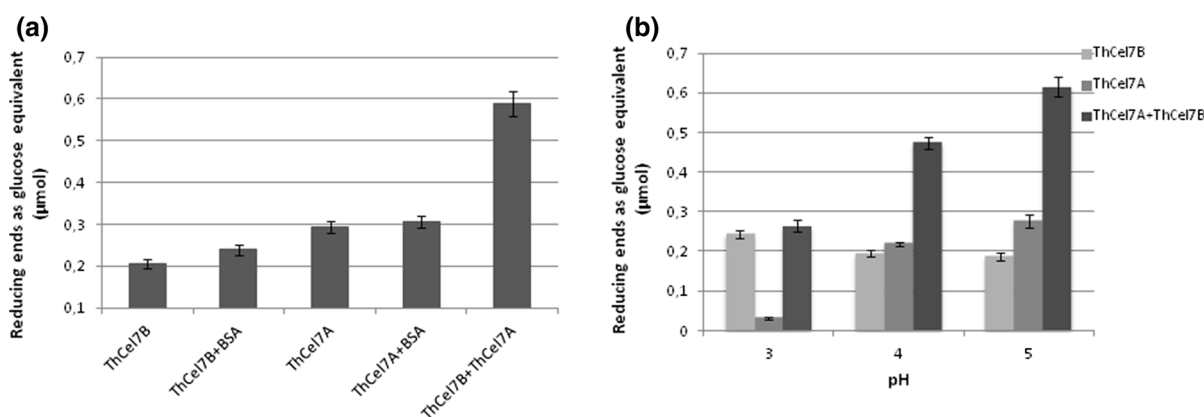 (a)
Reducing ends as glucose equivalent
(µmol)
0,7
0,6
0,5
0,4
0,3
0,2
0,1
ThCel7B
ThCel7B+BSA
ThCel7A
ThCel7A+BSA
ThCel7B+ThCel7A
(b)
Reducing ends as glucose equivalent
(µmol)
0,7
0,6
0,5
0,4
0,3
0,2
0,1
0
3
4
5
pH
ThCel7B
ThCel7A
ThCel7A+ThCel7B